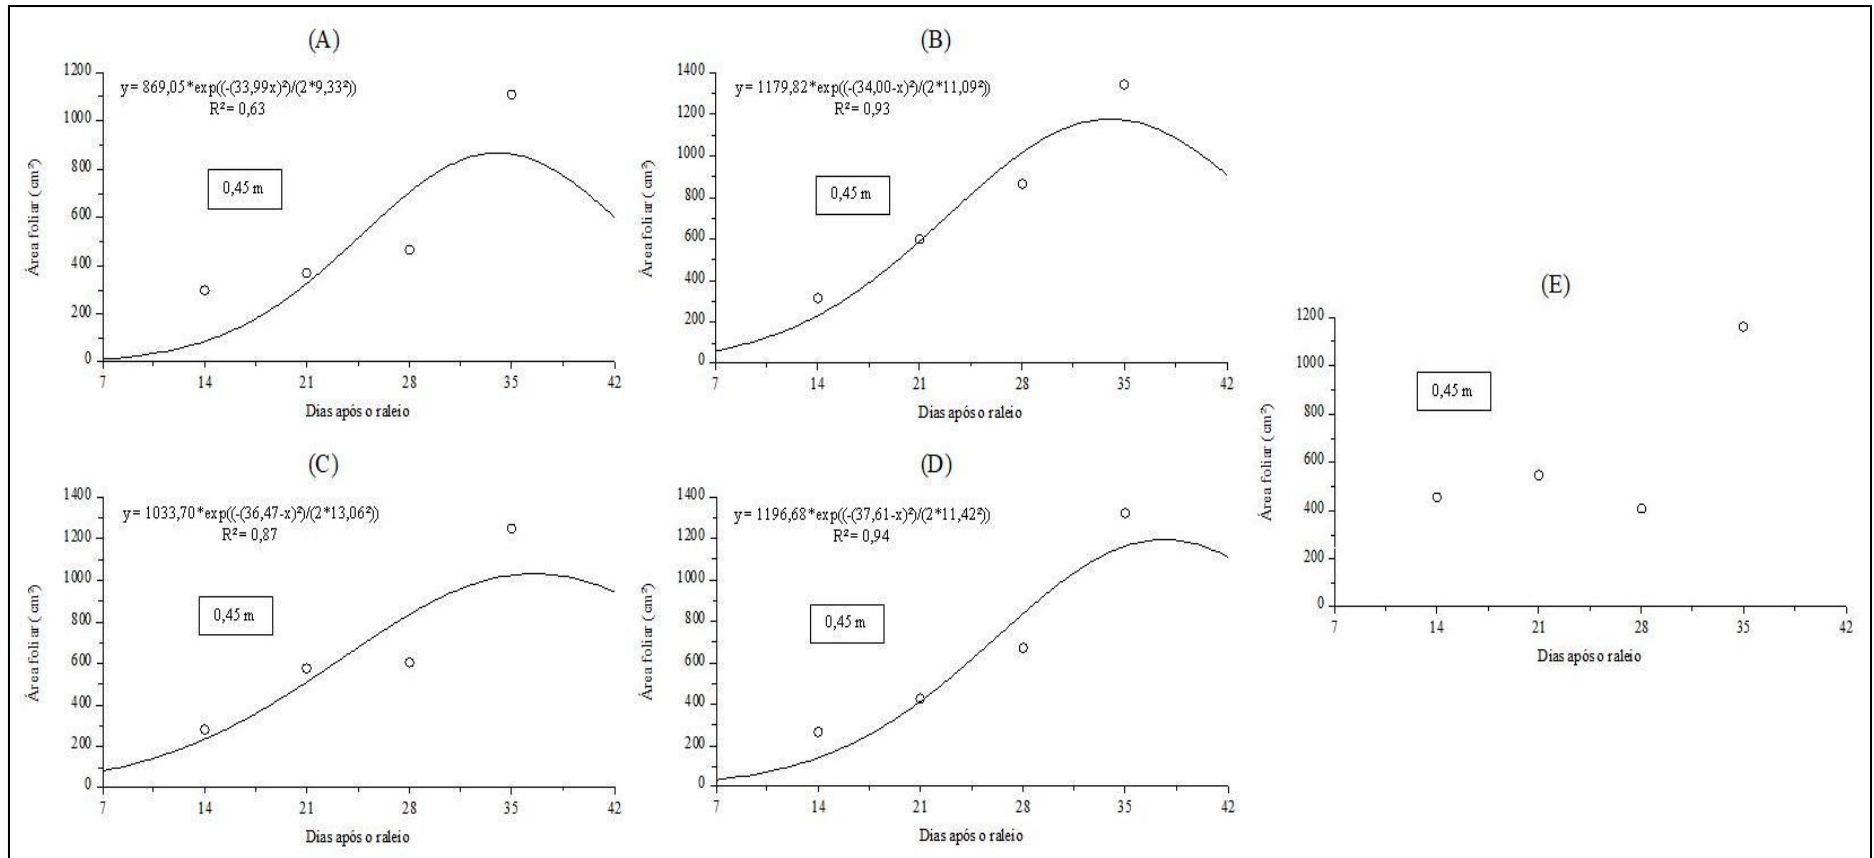 (A)
y = 869,05*exp((-(33,99x)²)/(2*9,33²))
R² = 0,63
0,45 m
Área foliar (cm²)
1200
1000
800
600
400
200
0
7 14 21 28 35 42
Dias após o raleio
(B)
y = 1179,82*exp((-(34,00-x)²)/(2*11,09²))
R² = 0,93
0,45 m
Área foliar (cm²)
1400
1200
1000
800
600
400
200
0
7 14 21 28 35 42
Dias após o raleio
(C)
y = 1033,70*exp((-(36,47-x)²)/(2*13,06²))
R² = 0,87
0,45 m
Área foliar (cm²)
1400
1200
1000
800
600
400
200
0
7 14 21 28 35 42
Dias após o raleio
(D)
y = 1196,68*exp((-(37,61-x)²)/(2*11,42²))
R² = 0,94
0,45 m
Área foliar (cm²)
1400
1200
1000
800
600
400
200
0
7 14 21 28 35 42
Dias após o raleio
(E)
0,45 m
Área foliar (cm²)
1200
1000
800
600
400
200
0
7 14 21 28 35 42
Dias após o raleio